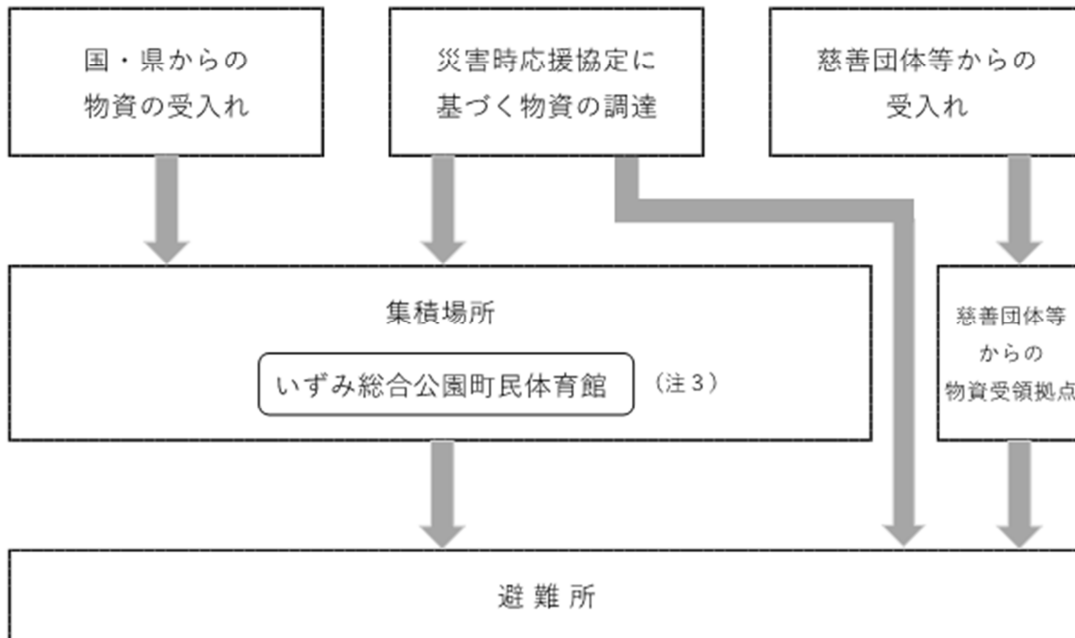 国・県からの
物資の受入れ
災害時応援協定に
基づく物資の調達
慈善団体等からの
受入れ
集積場所
いずみ総合公園町民体育館 （注３）
慈善団体等
からの
物資受領拠点
避難所